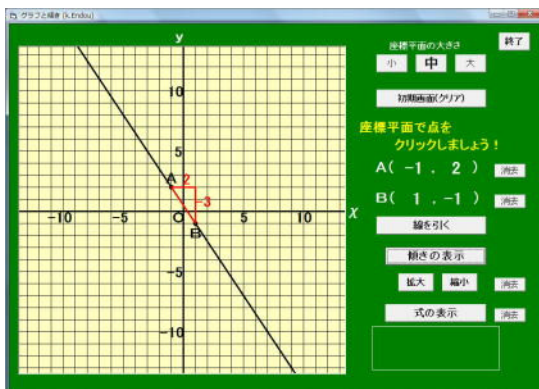 グラフと傾き (k.Endou)
終了
座標平面の大きさ
小 中 大
初期画面(クリア)
座標平面で点を
クリックしましょう！
A( -1 , 2 ) 消去
B( 1 , -1 ) 消去
線を引く
傾きの表示
拡大 縮小 消去
式の表示 消去
y
10
5
A 2
-3
-10 -5 O 5 10 x
B
-5
-10